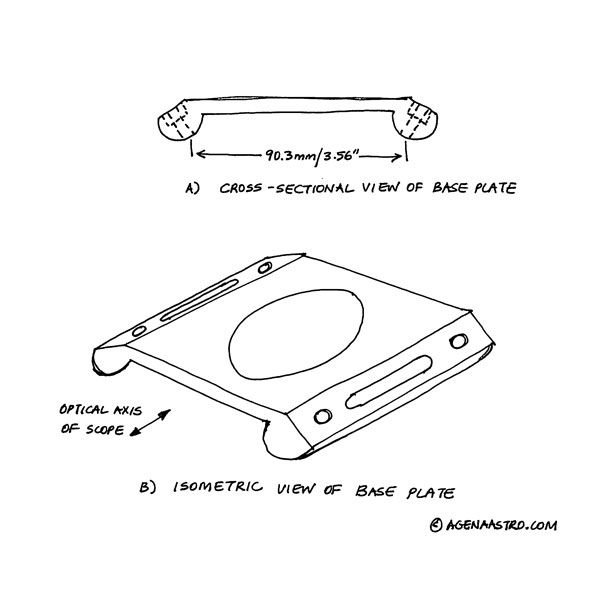 90.3mm/3.56"
A) CROSS-SECTIONAL VIEW OF BASE PLATE
OPTICAL AXIS
OF SCOPE
B) ISOMETRIC VIEW OF BASE PLATE
© AGENAASTRO.COM